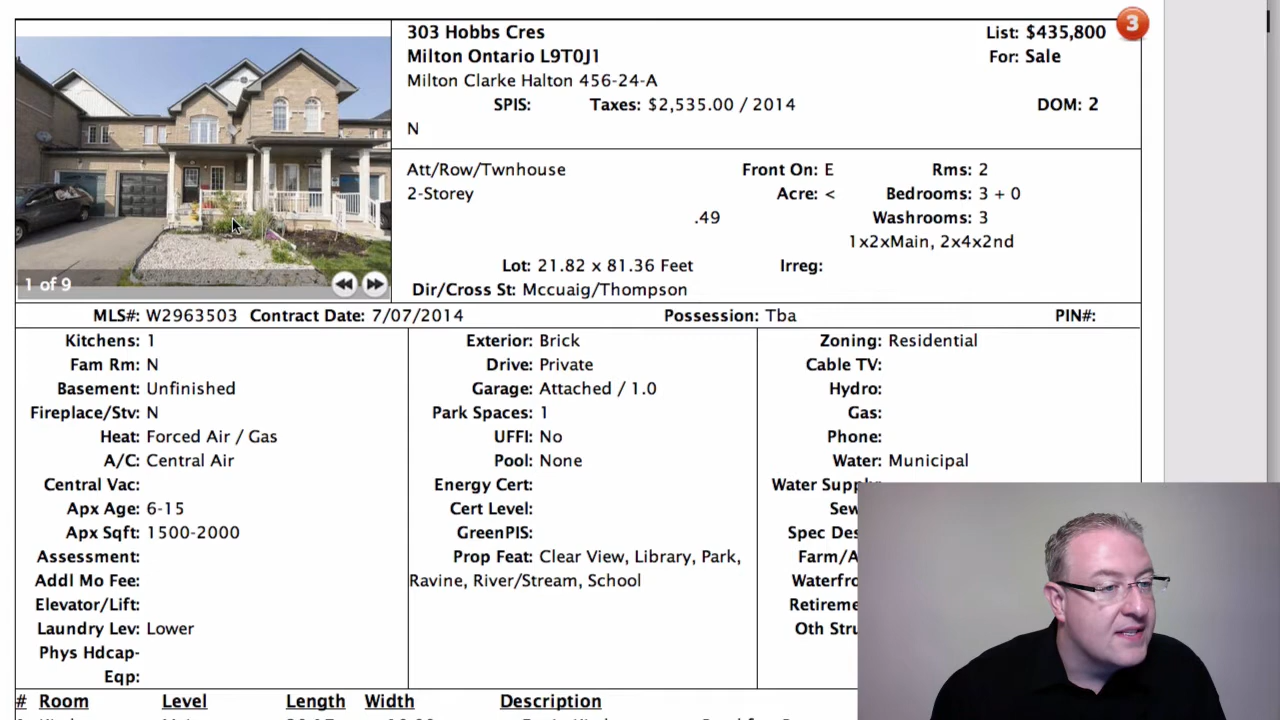 303 Hobbs Cres
List: $435,800
3
Milton Ontario L9T0J1
For: Sale
Milton Clarke Halton 456-24-A
SPIS: Taxes: $2,535.00 / 2014
DOM: 2
N
Att/Row/Twnhouse
Front On: E
Rms: 2
2-Storey
Acre: <
Bedrooms: 3 + 0
.49
Washrooms: 3
1x2xMain, 2x4x2nd
Lot: 21.82 x 81.36 Feet
Irreg:
1 of 9
Dir/Cross St: Mccuaig/Thompson
MLS#: W2963503 Contract Date: 7/07/2014
Possession: Tba
PIN#:
Kitchens: 1
Fam Rm: N
Basement: Unfinished
Fireplace/Stv: N
Heat: Forced Air / Gas
A/C: Central Air
Central Vac:
Apx Age: 6-15
Apx Sqft: 1500-2000
Assessment:
Addl Mo Fee:
Elevator/Lift:
Laundry Lev: Lower
Phys Hdcap-
Eqp:
Exterior: Brick
Drive: Private
Garage: Attached / 1.0
Park Spaces: 1
UFFI: No
Pool: None
Energy Cert:
Cert Level:
GreenPIS:
Prop Feat: Clear View, Library, Park,
Ravine, River/Stream, School
Zoning: Residential
Cable TV:
Hydro:
Gas:
Phone:
Water: Municipal
Water
Spec
# Room Level Length Width Description